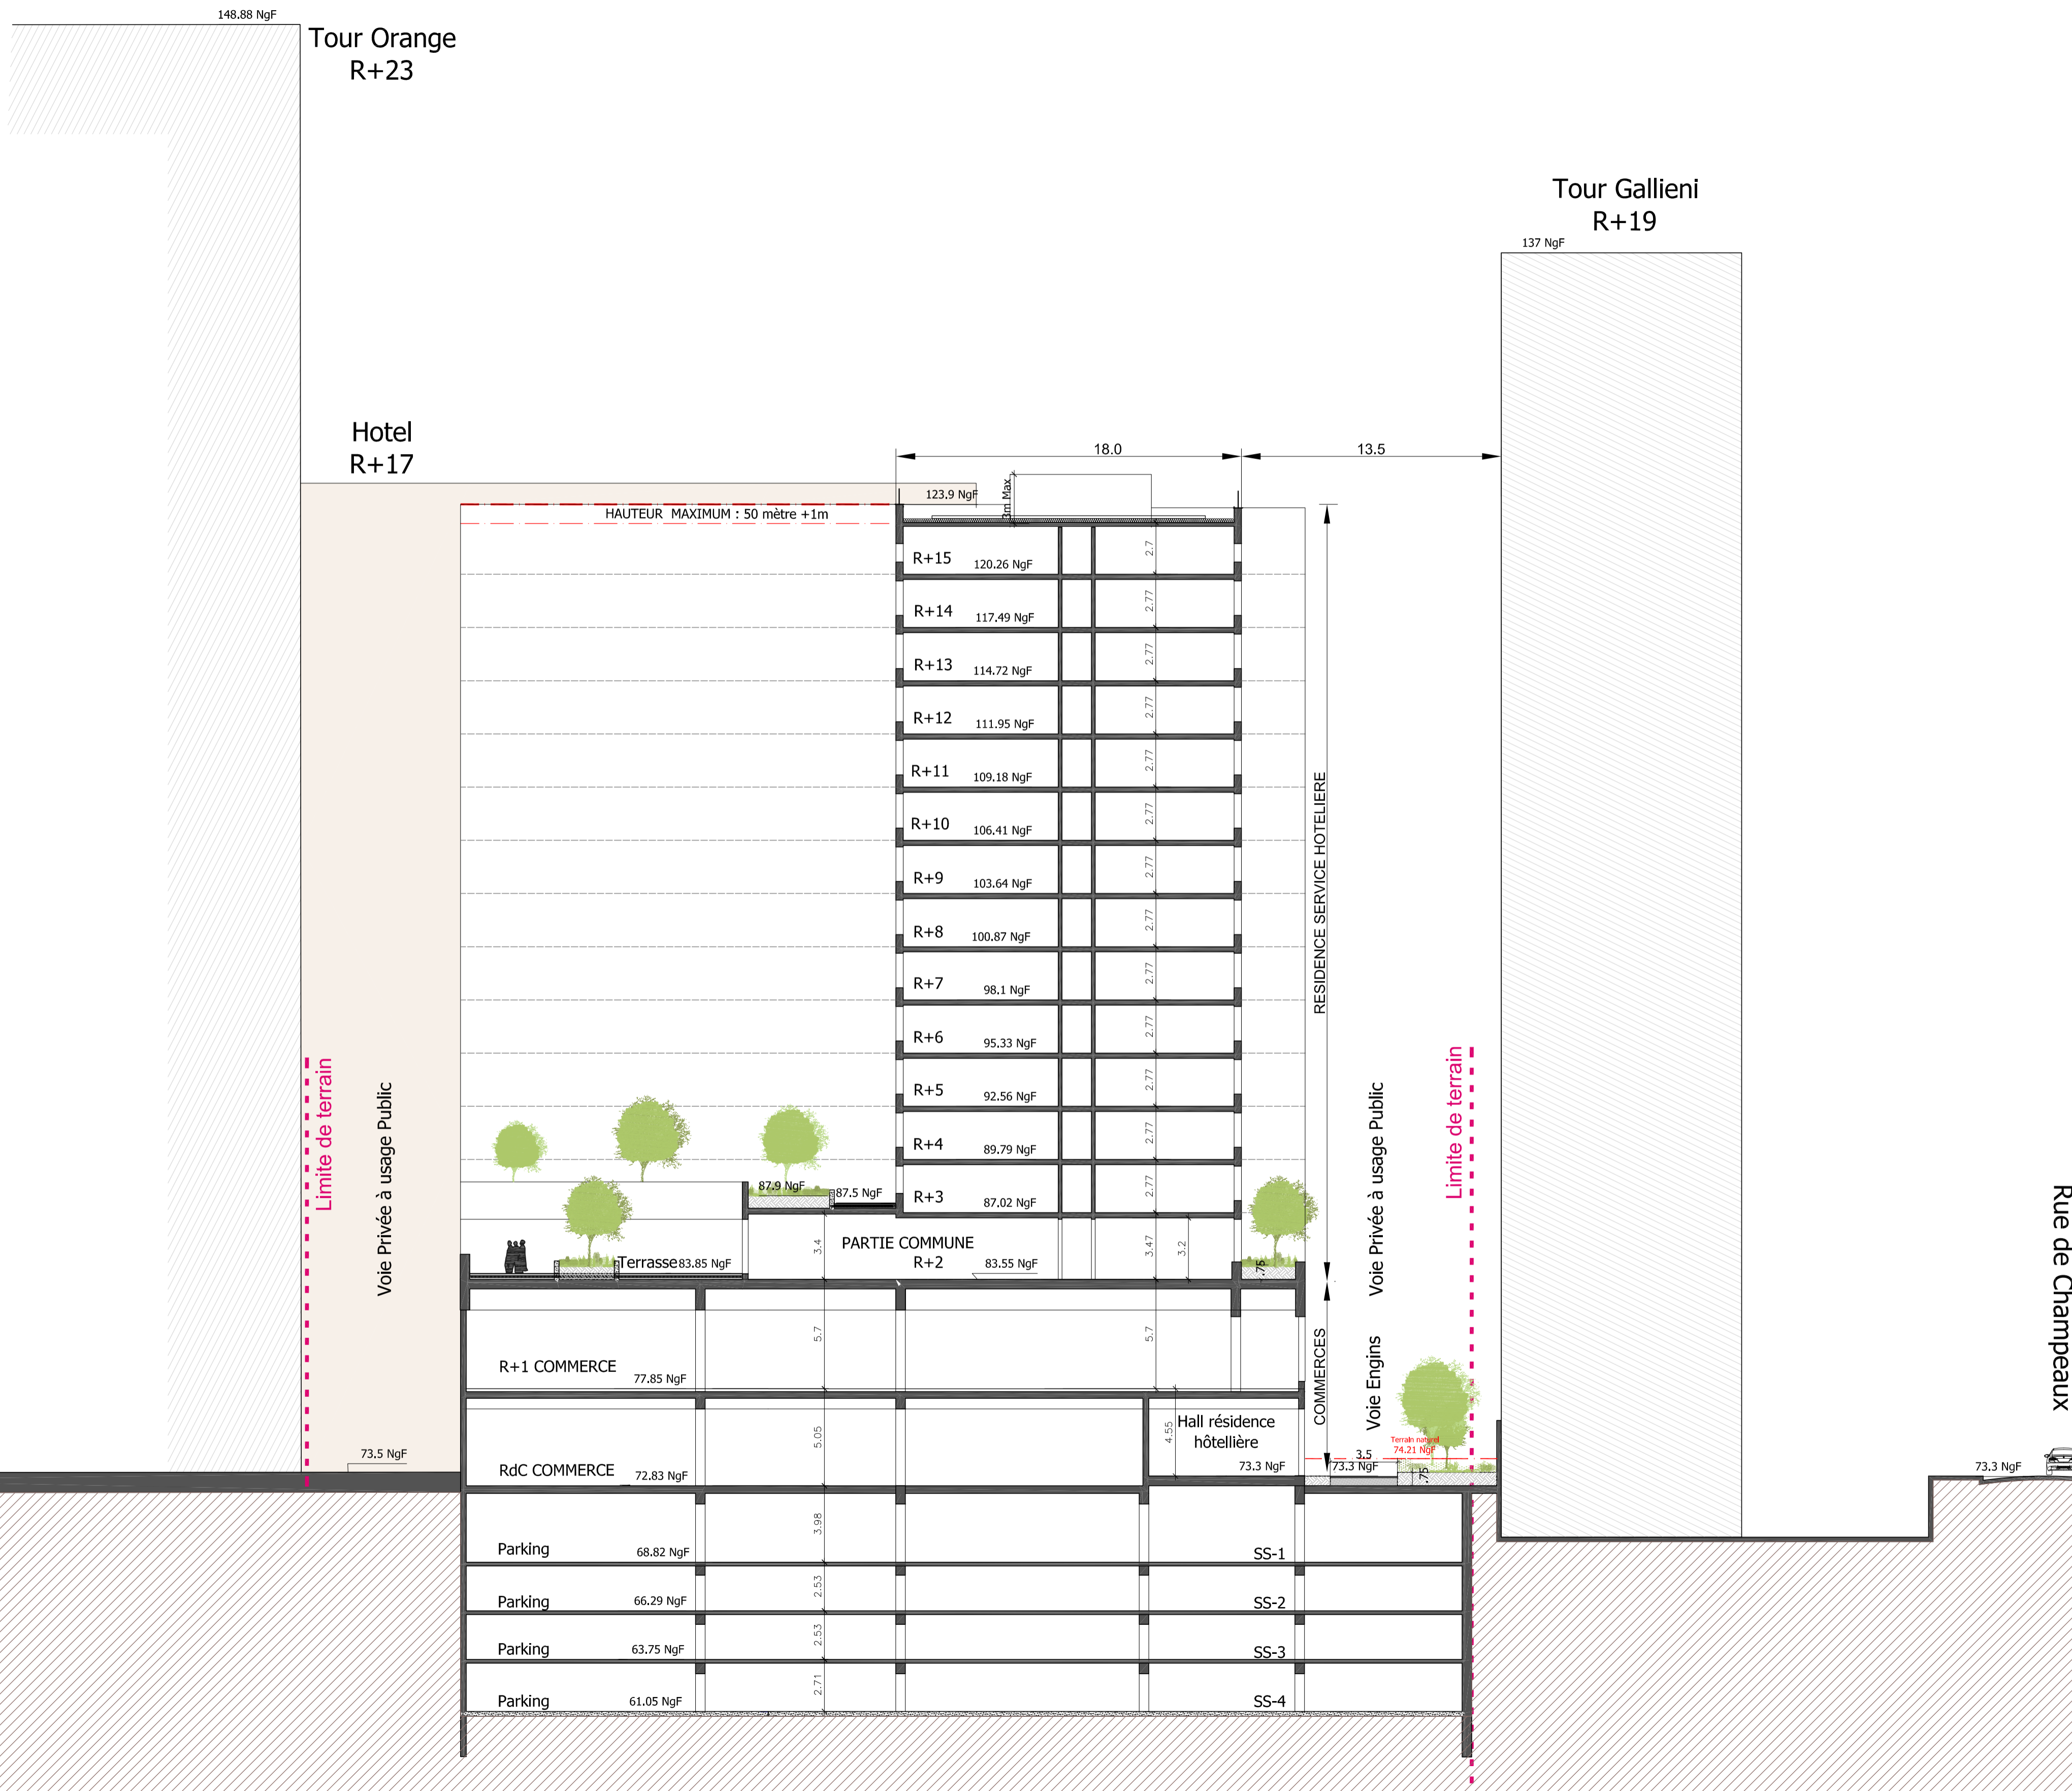 148.88 NgF
Tour Orange
R+23
Tour Gallieni
R+19
137 NgF
Hotel
R+17
18.0
13.5
123.9 NgF
3m Max
HAUTEUR MAXIMUM : 50 mètre +1m
R+15
120.26 NgF
2.7
R+14
117.49 NgF
2.77
R+13
114.72 NgF
2.77
R+12
111.95 NgF
2.77
R+11
109.18 NgF
2.77
R+10
106.41 NgF
2.77
R+9
103.64 NgF
2.77
R+8
100.87 NgF
2.77
R+7
98.1 NgF
2.77
R+6
95.33 NgF
2.77
R+5
92.56 NgF
2.77
R+4
89.79 NgF
2.77
R+3
87.02 NgF
2.77
RESIDENCE SERVICE HOTELIERE
Limite de terrain
Voie Privée à usage Public
Voie Privée à usage Public
Limite de terrain
Rue de Champeaux
87.9 NgF
87.5 NgF
Terrasse
83.85 NgF
3.4
PARTIE COMMUNE
R+2
83.55 NgF
3.47
3.2
.75
R+1 COMMERCE
77.85 NgF
5.7
5.7
COMMERCES
Voie Engins
73.5 NgF
RdC COMMERCE
72.83 NgF
5.05
4.55
Hall résidence
hôtellière
73.3 NgF
Terrain naturel
74.21 NgF
3.5
73.3 NgF
.75
73.3 NgF
Parking
68.82 NgF
3.98
SS-1
Parking
66.29 NgF
2.53
SS-2
Parking
63.75 NgF
2.53
SS-3
Parking
61.05 NgF
2.71
SS-4